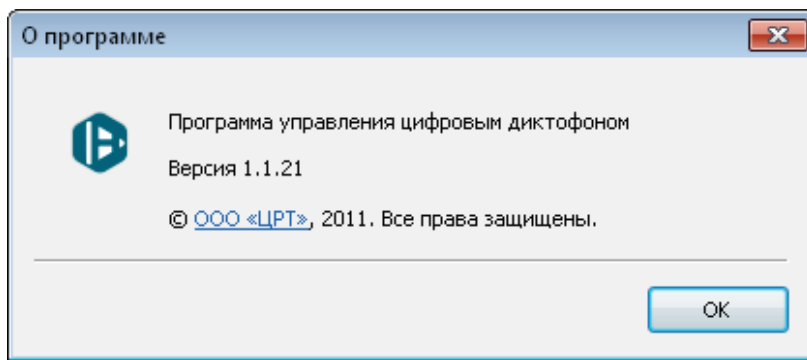 О программе
Программа управления цифровым диктофоном
Версия 1.1.21
© ООО «ЦРТ», 2011. Все права защищены.
OK